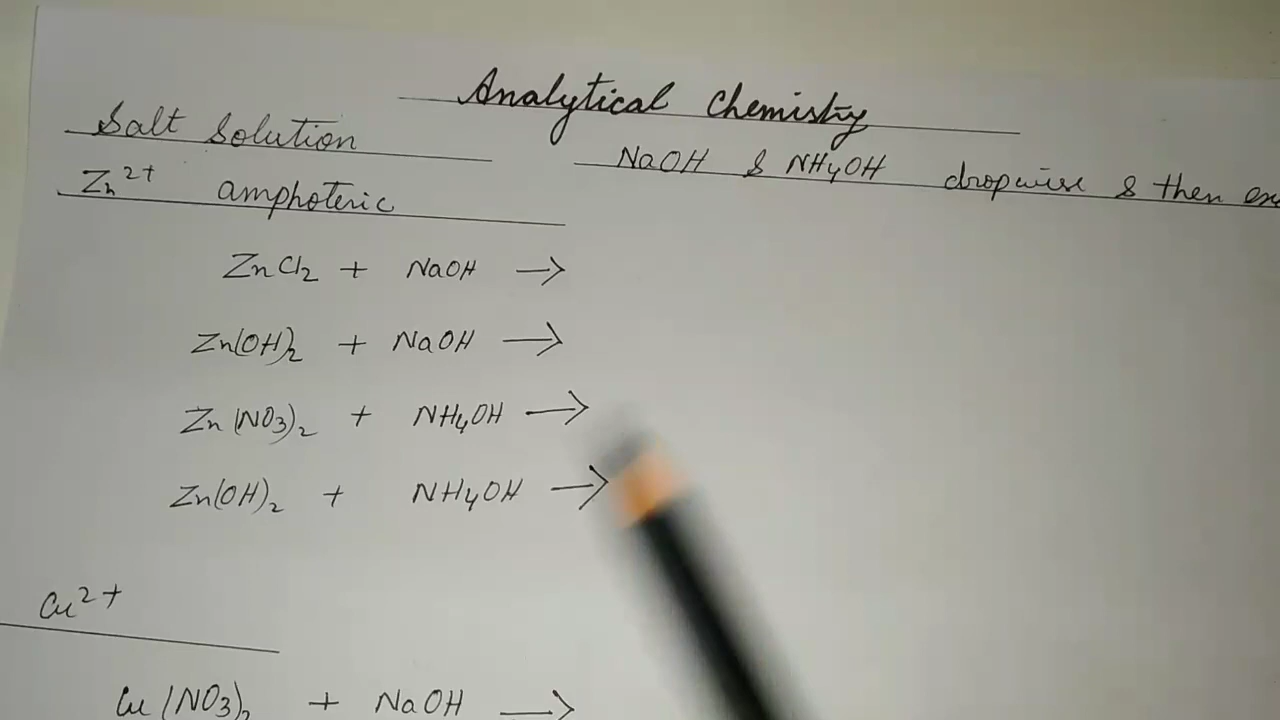 Analytical Chemistry
Salt Solution
NaOH & NH4OH dropwise & then
Zn2+ amphoteric
ZnCl2 + NaOH →
Zn(OH)2 + NaOH →
Zn(NO3)2 + NH4OH →
Zn(OH)2 + NH4OH →
Cu2+
Cu(NO3)2 + NaOH →